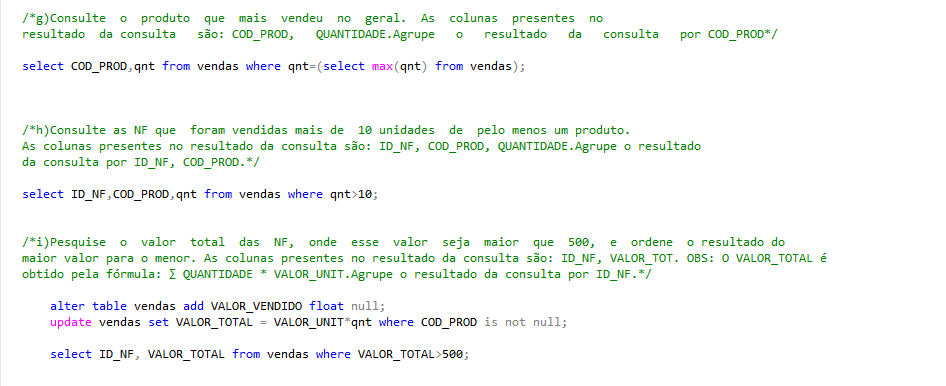 /*g)Consulte o produto que mais vendeu no geral. As colunas presentes no
resultado da consulta são: COD_PROD, QUANTIDADE.Agrupe o resultado da consulta por COD_PROD*/
select COD_PROD,qnt from vendas where qnt=(select max(qnt) from vendas);
/*h)Consulte as NF que foram vendidas mais de 10 unidades de pelo menos um produto.
As colunas presentes no resultado da consulta são: ID_NF, COD_PROD, QUANTIDADE.Agrupe o resultado
da consulta por ID_NF, COD_PROD.*/
select ID_NF,COD_PROD,qnt from vendas where qnt>10;
/*i)Pesquise o valor total das NF, onde esse valor seja maior que 500, e ordene o resultado do
maior valor para o menor. As colunas presentes no resultado da consulta são: ID_NF, VALOR_TOT. OBS: O VALOR_TOTAL é
obtido pela fórmula: ∑ QUANTIDADE * VALOR_UNIT.Agrupe o resultado da consulta por ID_NF.*/
alter table vendas add VALOR_VENDIDO float null;
update vendas set VALOR_TOTAL = VALOR_UNIT*qnt where COD_PROD is not null;
select ID_NF, VALOR_TOTAL from vendas where VALOR_TOTAL>500;